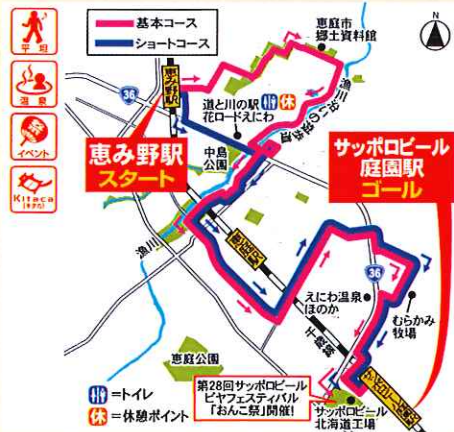 平坦
温泉
イベント
Kitaca
基本コース
ショートコース
N
36
恵み野駅
恵庭市
郷土資料館
道と川の駅
花ロードえにわ
休
中島
公園
恵み野駅
スタート
サッポロビール
庭園駅
ゴール
漁川
恵庭駅
36
えにわ温泉
ほのか
むらかみ
牧場
千歳線
恵庭公園
=トイレ
休=休憩ポイント
第28回サッポロビール
ビヤフェスティバル
「おんこ祭」開催!
サッポロビール
北海道工場